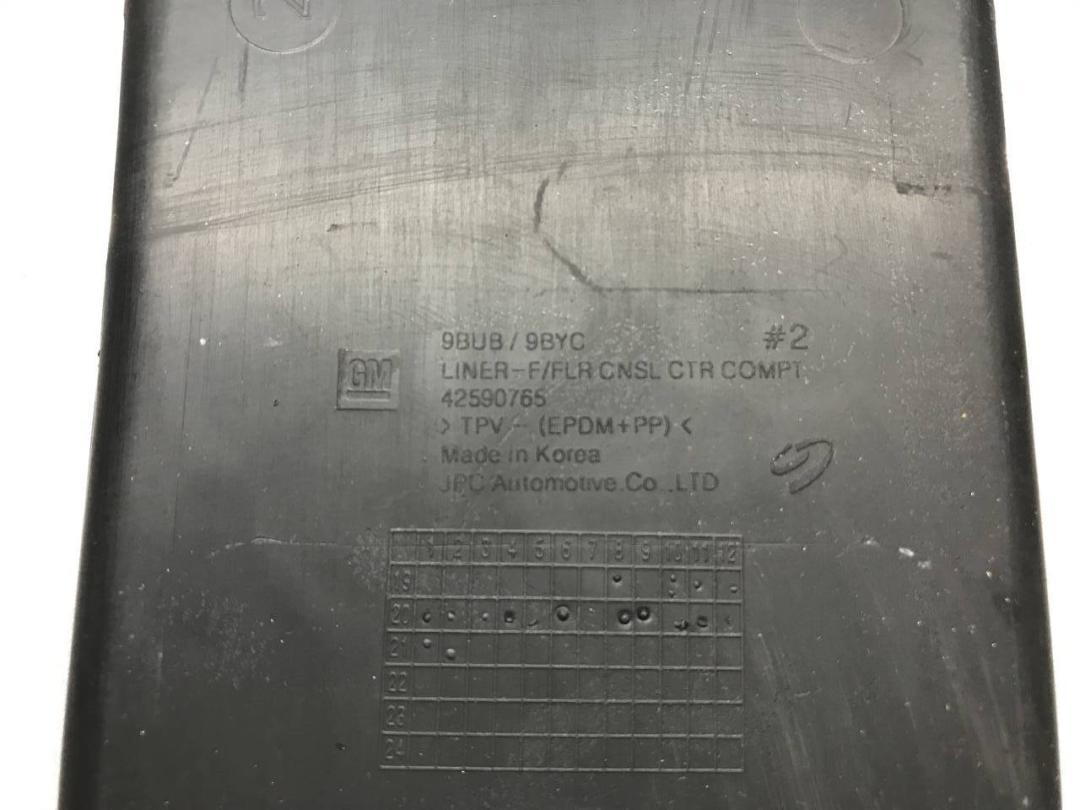 2
9BUB / 9BYC #2
GM
LINER-F/FLR CNSL CTR COMPT
42590765
> TPV - (EPDM+PP) <
Made in Korea
JPC Automotive Co.,LTD
1 2 3 4 5 6 7 8 9 10 11 12
19
20
21
22
23
24